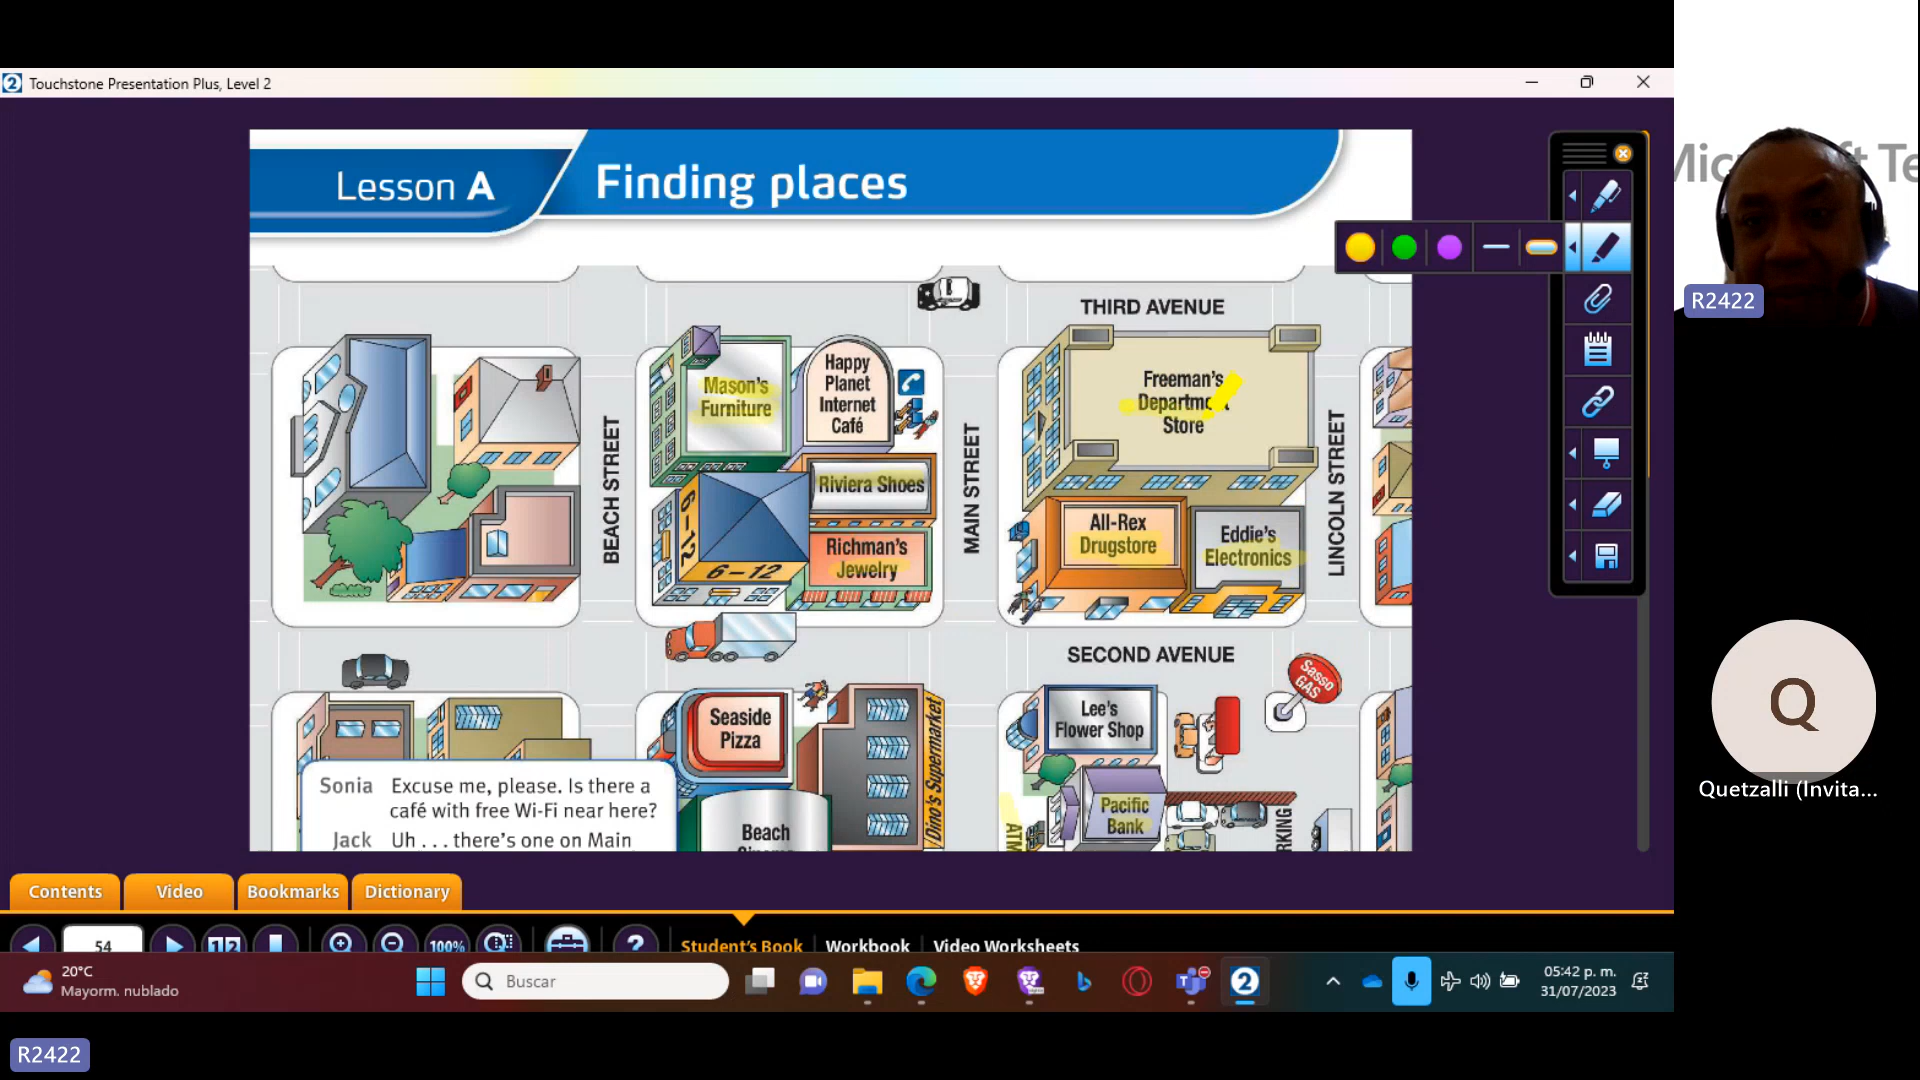 Touchstone Presentation Plus, Level 2
Lesson A
Finding places
THIRD AVENUE
Mason's
Furniture
Happy
Planet
Internet
Café
Freeman's
Department
Store
BEACH STREET
MAIN STREET
LINCOLN STREET
Riviera Shoes
6-12
6-12
Richman's
Jewelry
All-Rex
Drugstore
Eddie's
Electronics
SECOND AVENUE
Sasso
GAS
Seaside
Pizza
Dino's Supermarket
Lee's
Flower Shop
Pacific
Bank
ATM
RKING
Beach
Sonia Excuse me, please. Is there a
café with free Wi-Fi near here?
Jack Uh . . . there's one on Main
Contents
Video
Bookmarks
Dictionary
54
12
100%
?
Student's Book
Workbook
Video Worksheets
20°C
Mayorm. nublado
Buscar
05:42 p. m.
31/07/2023
R2422
Microsoft Te
R2422
Q
Quetzalli (Invita...